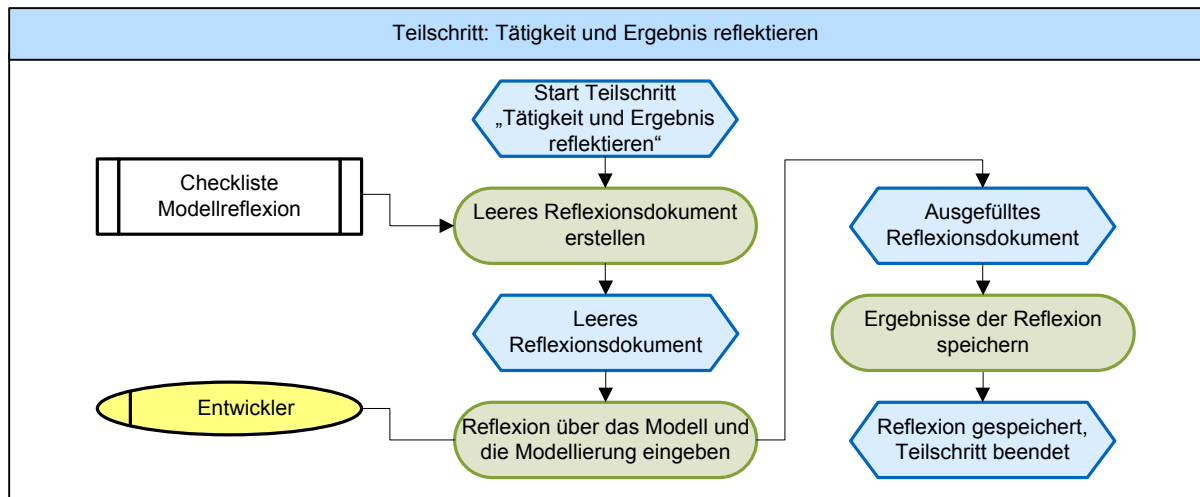 Teilschritt: Tätigkeit und Ergebnis reflektieren
Start Teilschritt
„Tätigkeit und Ergebnis
reflektieren“
Checkliste
Modellreflexion
Leeres Reflexionsdokument
erstellen
Leeres
Reflexionsdokument
Entwickler
Reflexion über das Modell und
die Modellierung eingeben
Ausgefülltes
Reflexionsdokument
Ergebnisse der Reflexion
speichern
Reflexion gespeichert,
Teilschritt beendet